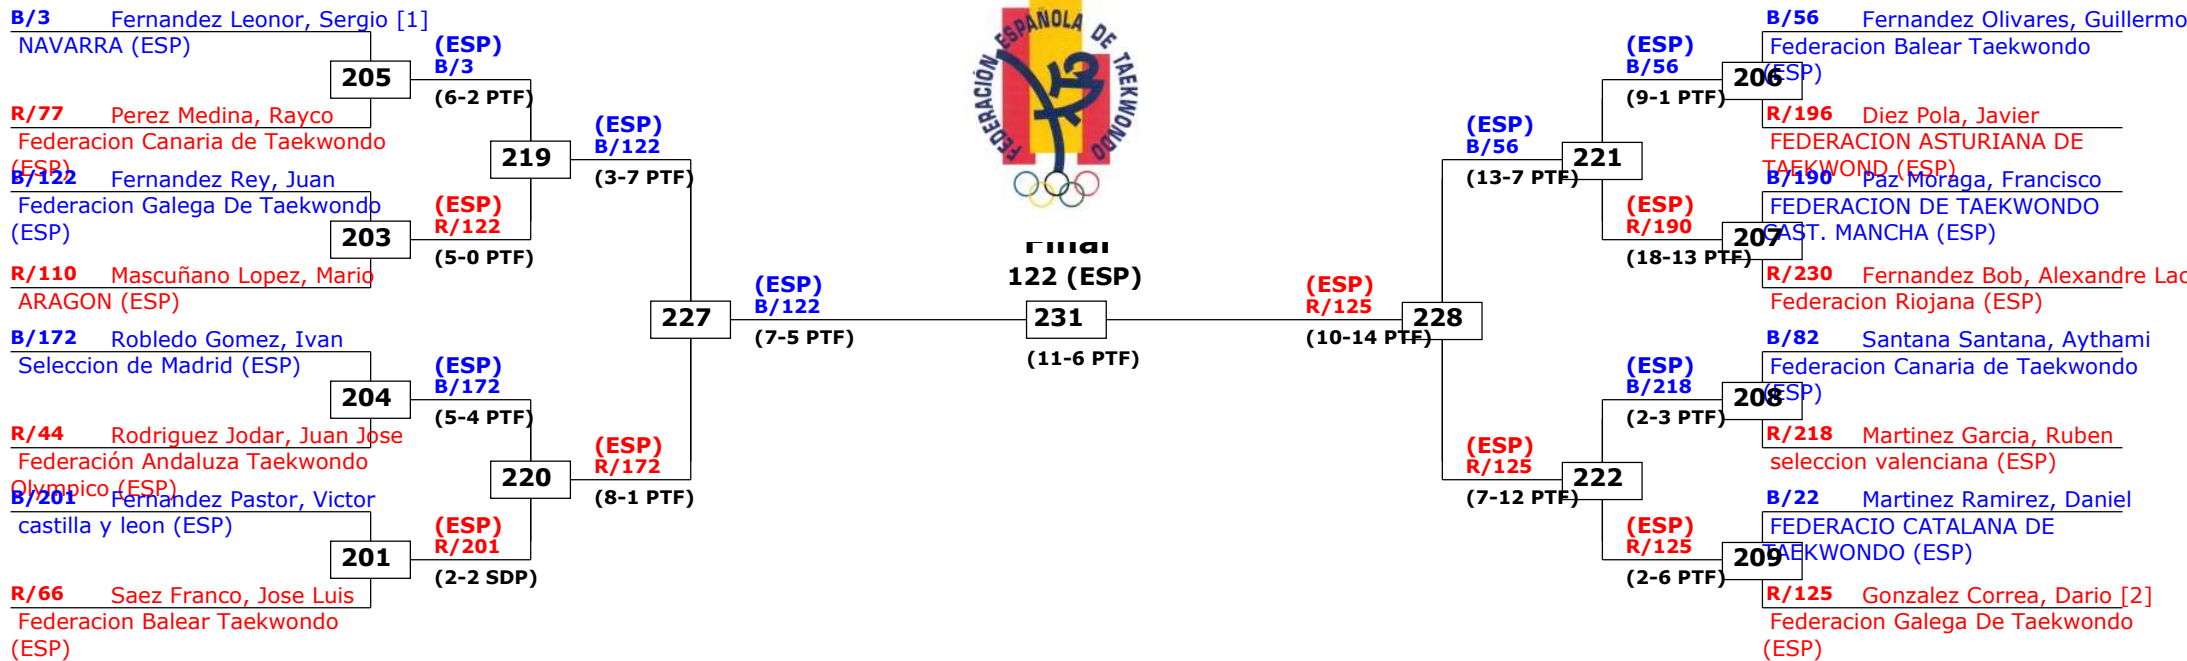 B/3 Fernandez Leonor, Sergio [1]
NAVARRA (ESP)
205
R/77 Perez Medina, Rayco
Federacion Canaria de Taekwondo
(ESP)
B/122 Fernandez Rey, Juan
Federacion Galega De Taekwondo
(ESP)
203
R/110 Mascuñano Lopez, Mario
ARAGON (ESP)
B/172 Robledo Gomez, Ivan
Seleccion de Madrid (ESP)
204
R/44 Rodriguez Jodar, Juan Jose
Federación Andaluza Taekwondo
Olympico (ESP)
B/201 Fernandez Pastor, Victor
castilla y leon (ESP)
201
R/66 Saez Franco, Jose Luis
Federacion Balear Taekwondo
(ESP)
(ESP)
B/3
(6-2 PTF)
219
(ESP)
R/122
(5-0 PTF)
(ESP)
B/172
(5-4 PTF)
220
(ESP)
R/201
(2-2 SDP)
(ESP)
B/122
(3-7 PTF)
227
(ESP)
R/172
(8-1 PTF)
(ESP)
B/122
(7-5 PTF)
FEDERACIÓN ESPAÑOLA DE TAEKWONDO
Final
122 (ESP)
231
(11-6 PTF)
(ESP)
R/125
(10-14 PTF)
228
(ESP)
B/56
(13-7 PTF)
221
(ESP)
R/125
(7-12 PTF)
222
(ESP)
B/56
(9-1 PTF)
(ESP)
R/190
(18-13 PTF)
(ESP)
B/218
(2-3 PTF)
(ESP)
R/125
(2-6 PTF)
B/56 Fernandez Olivares, Guillermo
Federacion Balear Taekwondo
(ESP)
206
R/196 Diez Pola, Javier
FEDERACION ASTURIANA DE
TAEKWOND (ESP)
B/190 Paz Moraga, Francisco
FEDERACION DE TAEKWONDO
CAST. MANCHA (ESP)
207
R/230 Fernandez Bob, Alexandre Lao
Federacion Riojana (ESP)
B/82 Santana Santana, Aythami
Federacion Canaria de Taekwondo
(ESP)
208
R/218 Martinez Garcia, Ruben
seleccion valenciana (ESP)
B/22 Martinez Ramirez, Daniel
FEDERACIO CATALANA DE
TAEKWONDO (ESP)
209
R/125 Gonzalez Correa, Dario [2]
Federacion Galega De Taekwondo
(ESP)